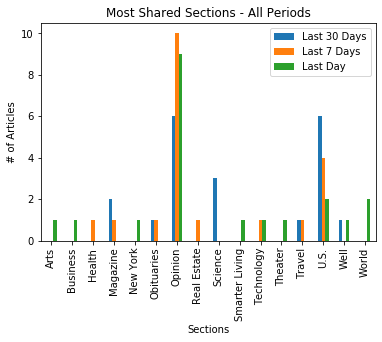 Most Shared Sections - All Periods
Last 30 Days
Last 7 Days
Last Day
# of Articles
10
8
6
4
2
0
Arts
Business
Health
Magazine
New York
Obituaries
Opinion
Real Estate
Science
Smarter Living
Technology
Theater
Travel
U.S.
Well
World
Sections